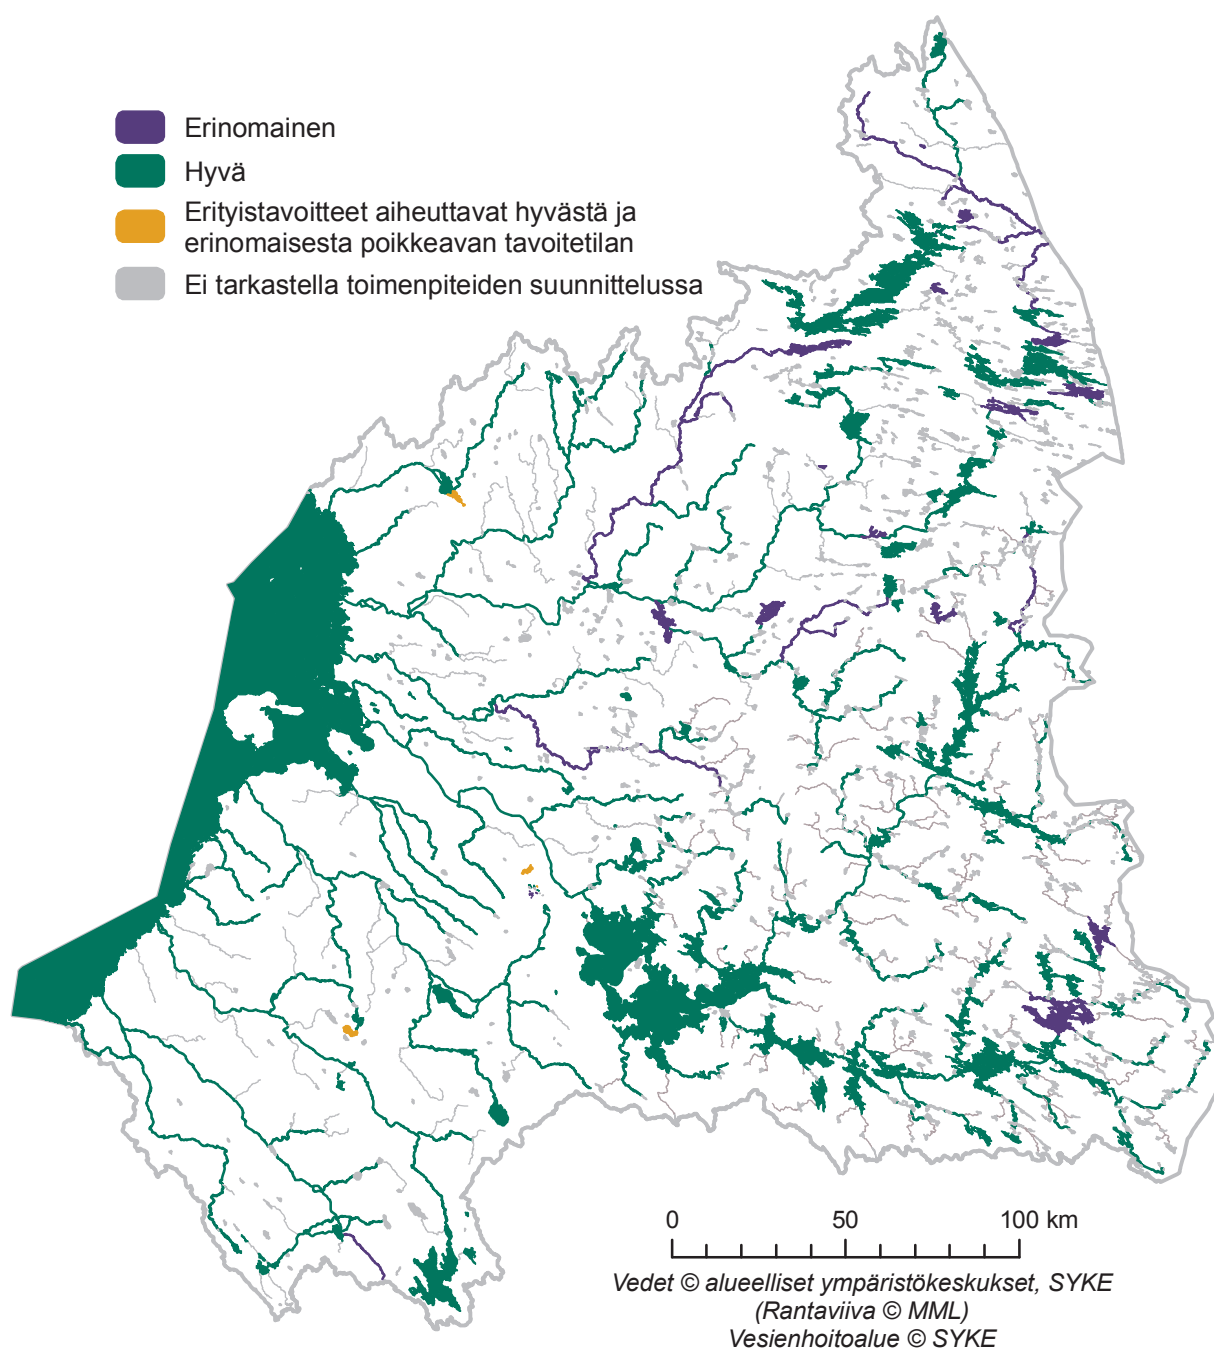 Erinomainen
Hyvä
Erityistavoitteet aiheuttavat hyvästä ja
erinomaisesta poikkeavan tavoitetilan
Ei tarkastella toimenpiteiden suunnittelussa
0 50 100 km
Vedet © alueelliset ympäristökeskukset, SYKE
(Rantaviiva © MML)
Vesienhoitoalue © SYKE